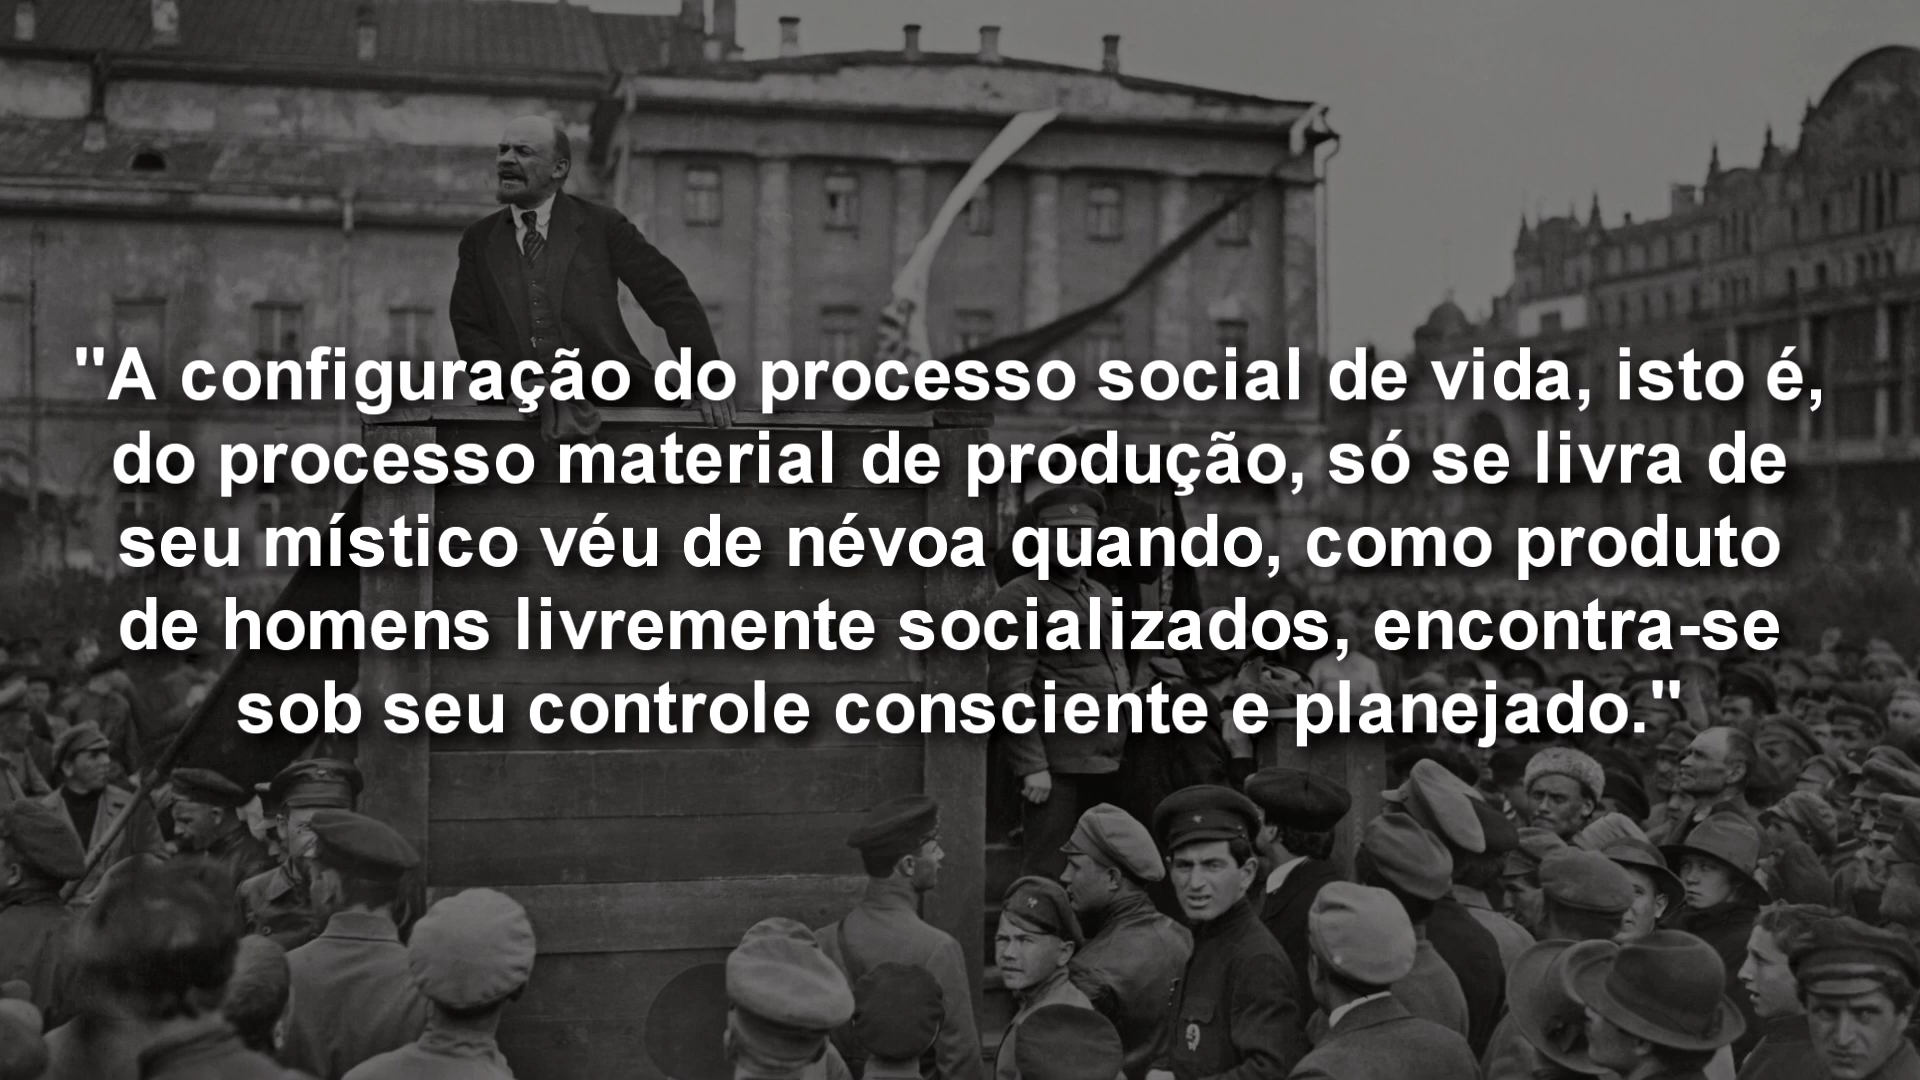 "A configuração do processo social de vida, isto é,
do processo material de produção, só se livra de
seu místico véu de névoa quando, como produto
de homens livremente socializados, encontra-se
sob seu controle consciente e planejado."